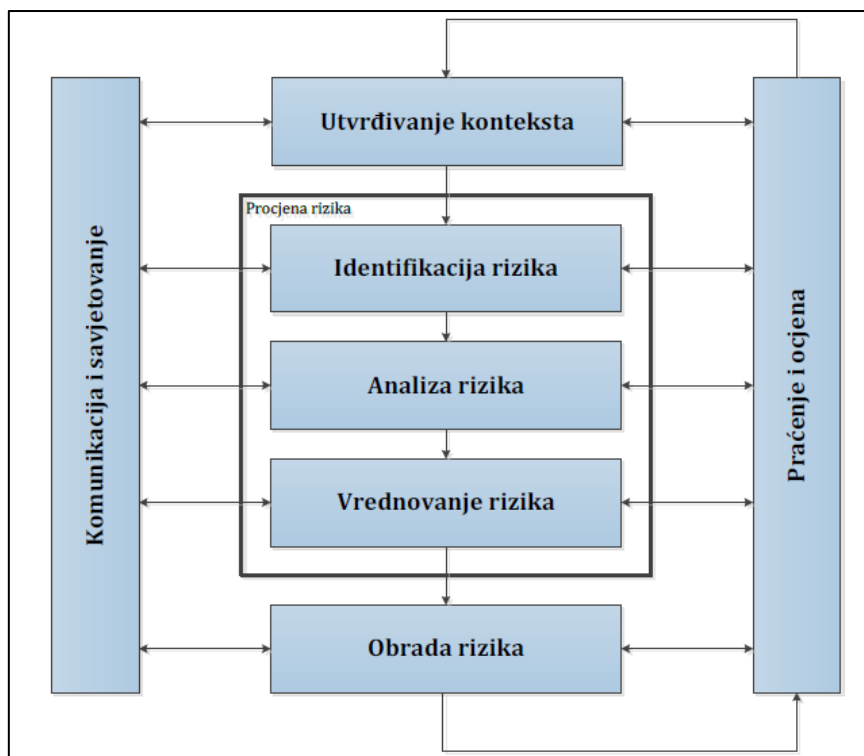 Utvrđivanje konteksta
Procjena rizika
Identifikacija rizika
Analiza rizika
Vrednovanje rizika
Obrada rizika
Komunikacija i savjetovanje
Praćenje i ocjena